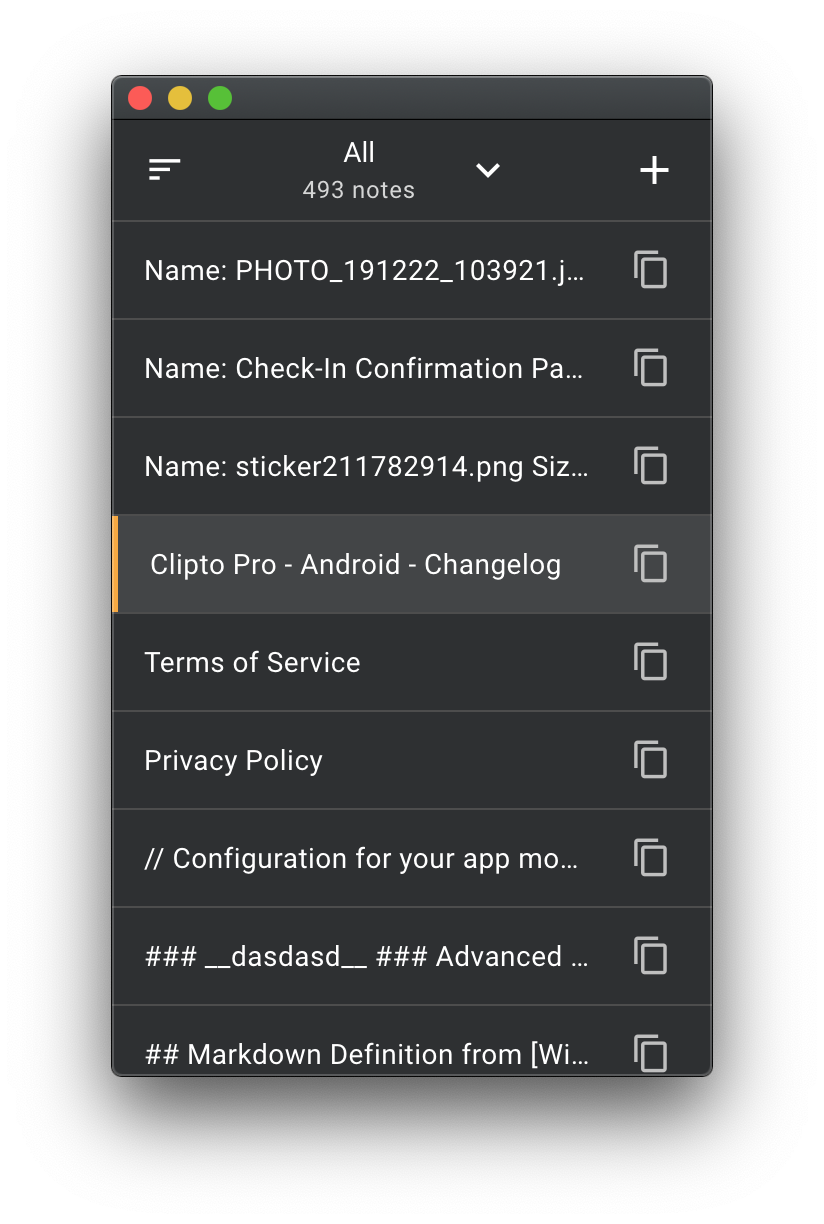 All
493 notes
Name: PHOTO_191222_103921.j…
Name: Check-In Confirmation Pa…
Name: sticker211782914.png Siz…
Clipto Pro - Android - Changelog
Terms of Service
Privacy Policy
// Configuration for your app mo…
### __dasdasd__ ### Advanced …
## Markdown Definition from [Wi…